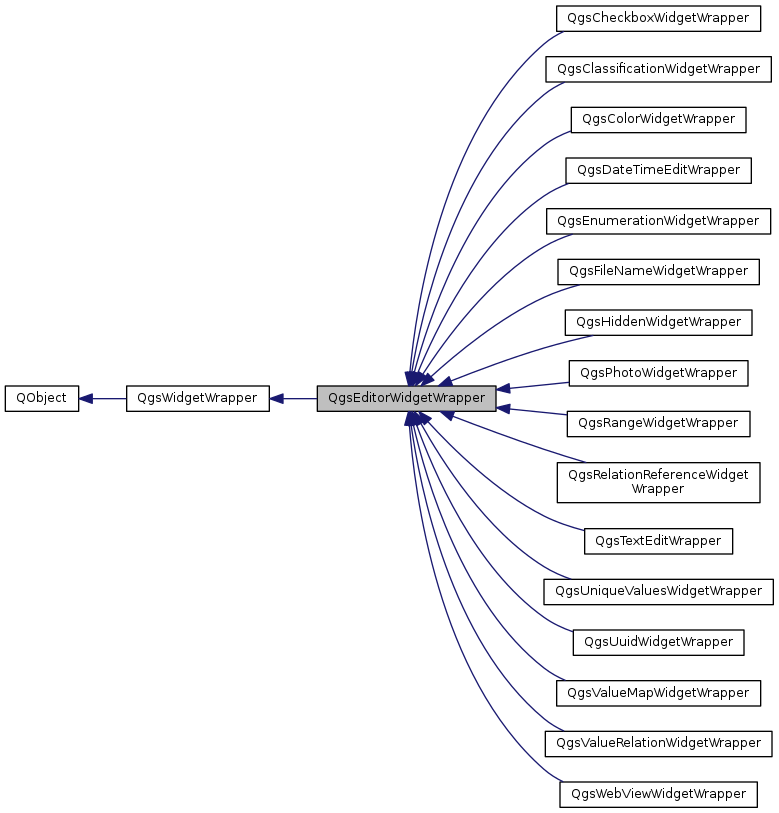 QgsCheckboxWidgetWrapper
QgsClassificationWidgetWrapper
QgsColorWidgetWrapper
QgsDateTimeEditWrapper
QgsEnumerationWidgetWrapper
QgsFileNameWidgetWrapper
QgsHiddenWidgetWrapper
QgsPhotoWidgetWrapper
QObject
QgsWidgetWrapper
QgsEditorWidgetWrapper
QgsRangeWidgetWrapper
QgsRelationReferenceWidget
Wrapper
QgsTextEditWrapper
QgsUniqueValuesWidgetWrapper
QgsUuidWidgetWrapper
QgsValueMapWidgetWrapper
QgsValueRelationWidgetWrapper
QgsWebViewWidgetWrapper